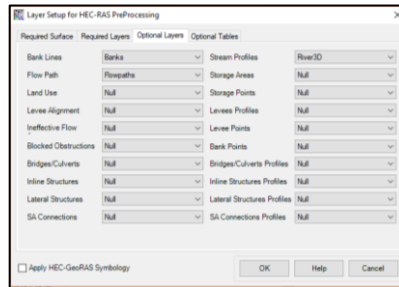 Layer Setup for HEC-RAS PreProcessing
Required Surface Required Layers Optional Layers Optional Tables
Bank Lines Banks Stream Profiles River3D
Flow Path Flowpaths Storage Areas Null
Land Use Null Storage Points Null
Levee Alignment Null Levees Profiles Null
Ineffective Flow Null Levee Points Null
Blocked Obstructions Null Bank Points Null
Bridges/Culverts Null Bridges/Culverts Profiles Null
Inline Structures Null Inline Structures Profiles Null
Lateral Structures Null Lateral Structures Profiles Null
SA Connections Null SA Connections Profiles Null
Apply HEC-GeoRAS Symbology OK Help Cancel